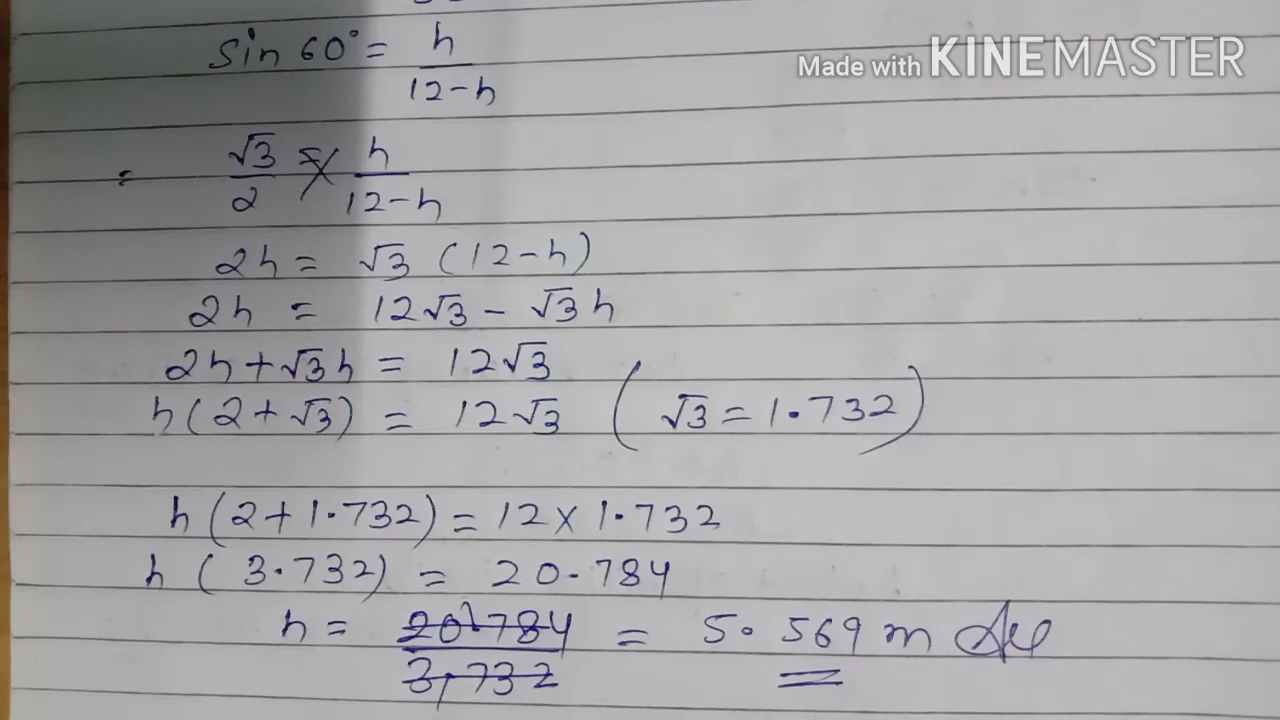 sin 60° = h/(12-h)
Made with KINEMASTER
= √3/2 = h/(12-h)
2h = √3 (12-h)
2h = 12√3 - √3h
2h + √3h = 12√3
h(2+√3) = 12√3 (√3 = 1.732)
h(2+1.732) = 12 × 1.732
h (3.732) = 20.784
h = 20.784/3.732 = 5.569 m